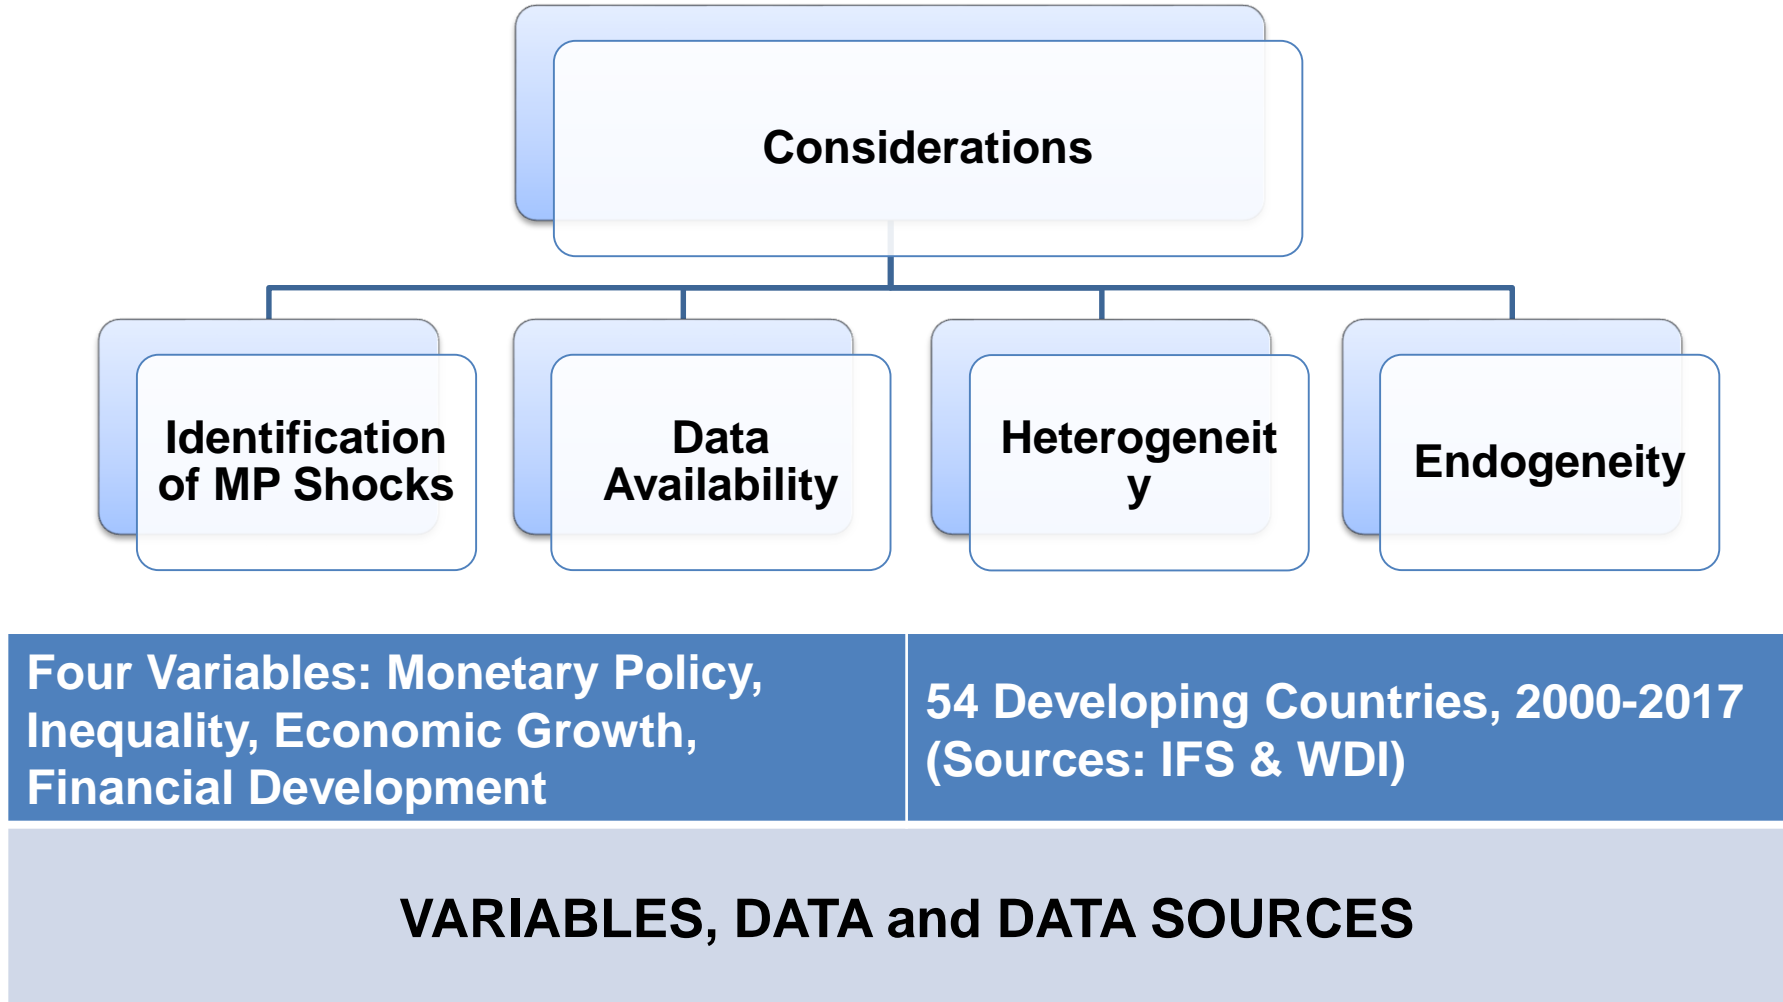 Considerations
Identification
of MP Shocks
Data
Availability
Heterogeneit
y
Endogeneity
Four Variables: Monetary Policy,
Inequality, Economic Growth,
Financial Development
54 Developing Countries, 2000-2017
(Sources: IFS & WDI)
VARIABLES, DATA and DATA SOURCES